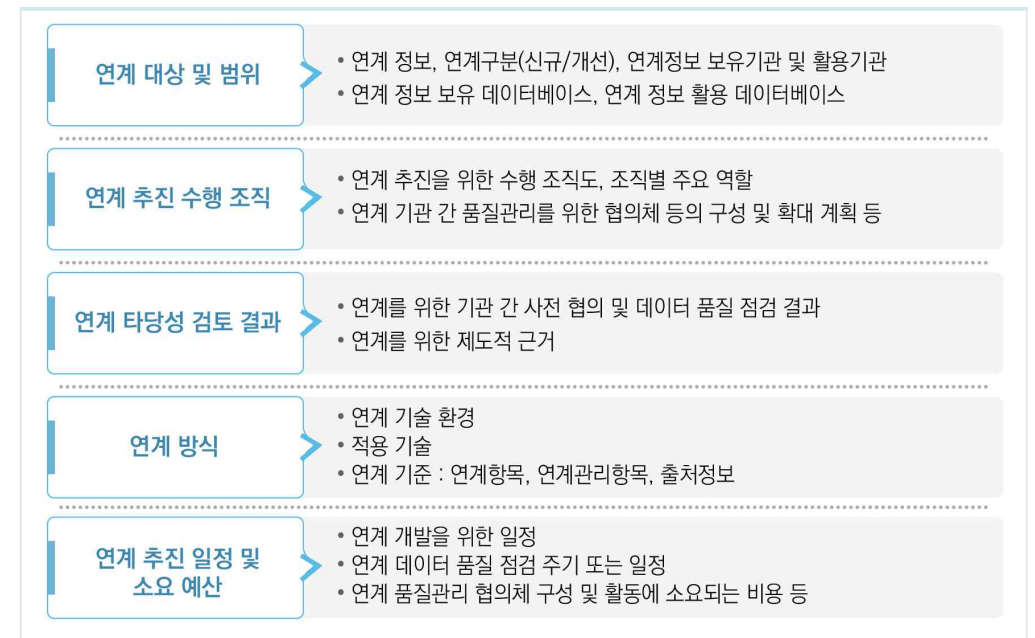 연계 대상 및 범위
• 연계 정보, 연계구분(신규/개선), 연계정보 보유기관 및 활용기관
• 연계 정보 보유 데이터베이스, 연계 정보 활용 데이터베이스
연계 추진 수행 조직
• 연계 추진을 위한 수행 조직도, 조직별 주요 역할
• 연계 기관 간 품질관리를 위한 협의체 등의 구성 및 확대 계획 등
연계 타당성 검토 결과
• 연계를 위한 기관 간 사전 협의 및 데이터 품질 점검 결과
• 연계를 위한 제도적 근거
연계 방식
• 연계 기술 환경
• 적용 기술
• 연계 기준 : 연계항목, 연계관리항목, 출처정보
연계 추진 일정 및
소요 예산
• 연계 개발을 위한 일정
• 연계 데이터 품질 점검 주기 또는 일정
• 연계 품질관리 협의체 구성 및 활동에 소요되는 비용 등